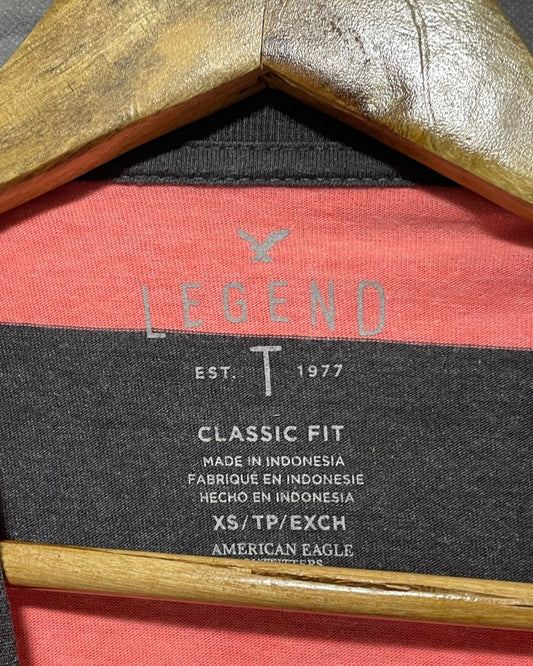 LEGEND
EST. T 1977
CLASSIC FIT
MADE IN INDONESIA
FABRIQUÉ EN INDONESIE
HECHO EN INDONESIA
XS/TP/EXCH
AMERICAN EAGLE